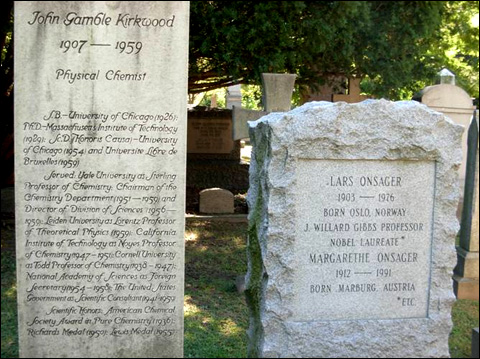 John Gamble Kirkwood
1907 — 1959
Physical Chemist
S.B.-University of Chicago (1926);
Ph.D.-Massachusetts Institute of Technology
(1929); Sc.D. (Honoris Causa)-University
of Chicago (1954) and Université Libre de
Bruxelles (1959)
Served: Yale University as Sterling
Professor of Chemistry, Chairman of the
Chemistry Department (1951-1959) and
Director of Division of Sciences (1956-
1959); Leiden University as Lorentz Professor
of Theoretical Physics (1959); California
Institute of Technology as Noyes Professor
of Chemistry (1947-1951); Cornell University
as Todd Professor of Chemistry (1938-1947);
National Academy of Sciences as Foreign
Secretary (1954-1958); The United States
Government as Scientific Consultant (1941-1959)
Scientific Honors: American Chemical
Society Award in Pure Chemistry (1936);
Richards Medal (1950); Lewis Medal (1953)
LARS ONSAGER
1903 — 1976
BORN OSLO, NORWAY
J. WILLARD GIBBS PROFESSOR
NOBEL LAUREATE*
MARGARETHE ONSAGER
1912 — 1991
BORN MARBURG, AUSTRIA
*ETC.